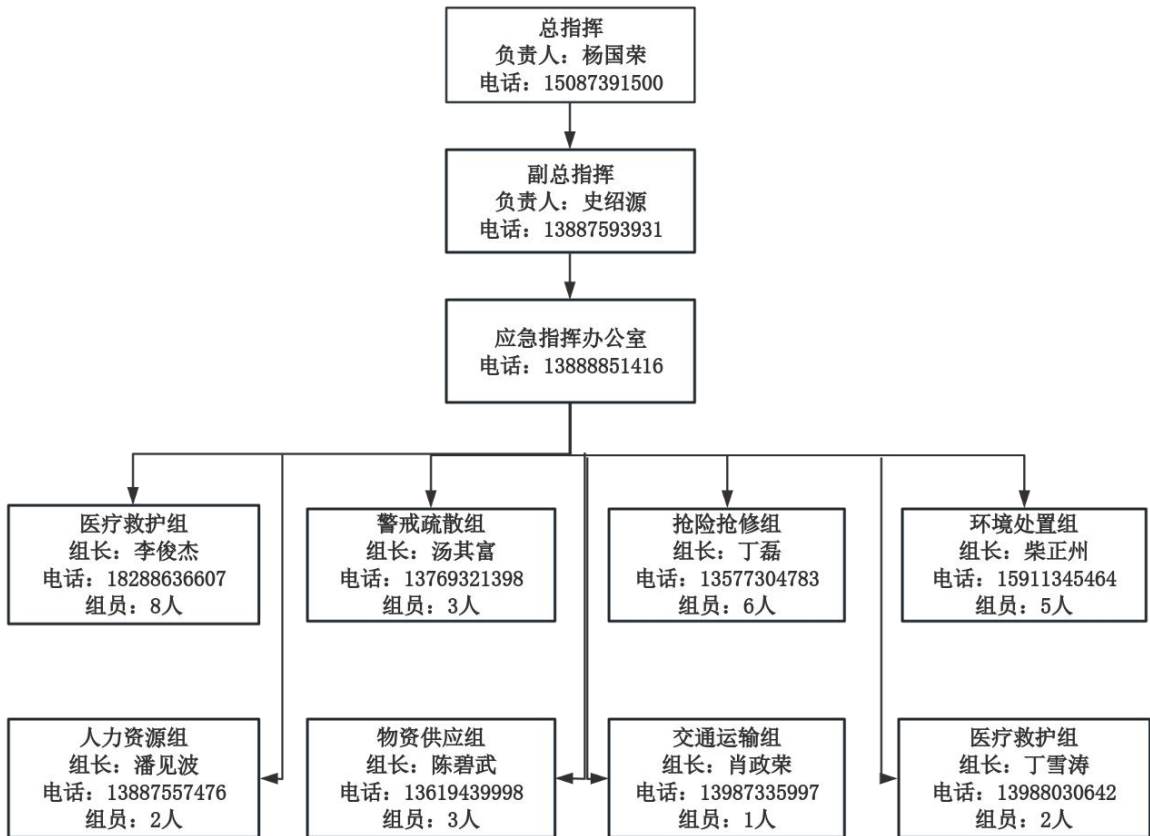 总指挥
负责人：杨国荣
电话：15087391500
副总指挥
负责人：史绍源
电话：13887593931
应急指挥办公室
电话：13888851416
医疗救护组
组长：李俊杰
电话：18288636607
组员：8人
警戒疏散组
组长：汤其富
电话：13769321398
组员：3人
抢险抢修组
组长：丁磊
电话：13577304783
组员：6人
环境处置组
组长：柴正州
电话：15911345464
组员：5人
人力资源组
组长：潘见波
电话：13887557476
组员：2人
物资供应组
组长：陈碧武
电话：13619439998
组员：3人
交通运输组
组长：肖政荣
电话：13987335997
组员：1人
医疗救护组
组长：丁雪涛
电话：13988030642
组员：2人